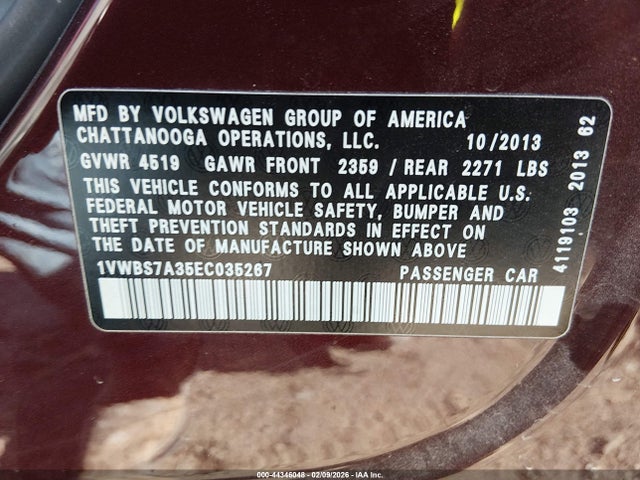 MFD BY VOLKSWAGEN GROUP OF AMERICA
CHATTANOOGA OPERATIONS, LLC. 10/2013
GVWR 4519 GAWR FRONT 2359 / REAR 2271 LBS
THIS VEHICLE CONFORMS TO ALL APPLICABLE U.S.
FEDERAL MOTOR VEHICLE SAFETY, BUMPER AND
THEFT PREVENTION STANDARDS IN EFFECT ON
THE DATE OF MANUFACTURE SHOWN ABOVE
1VWBS7A35EC035267 PASSENGER CAR
4119103 2013 62
000-44346048 - 02/09/2026 - IAA Inc.